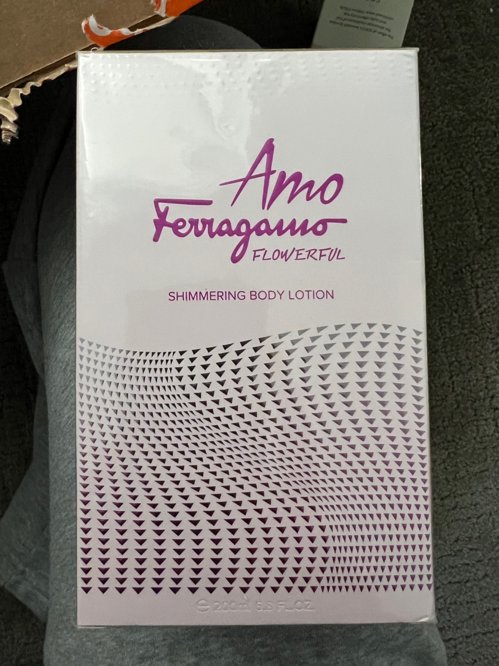 Amo
Ferragamo
FLOWERFUL
SHIMMERING BODY LOTION
℮ 200ml 6.8 FL.OZ.